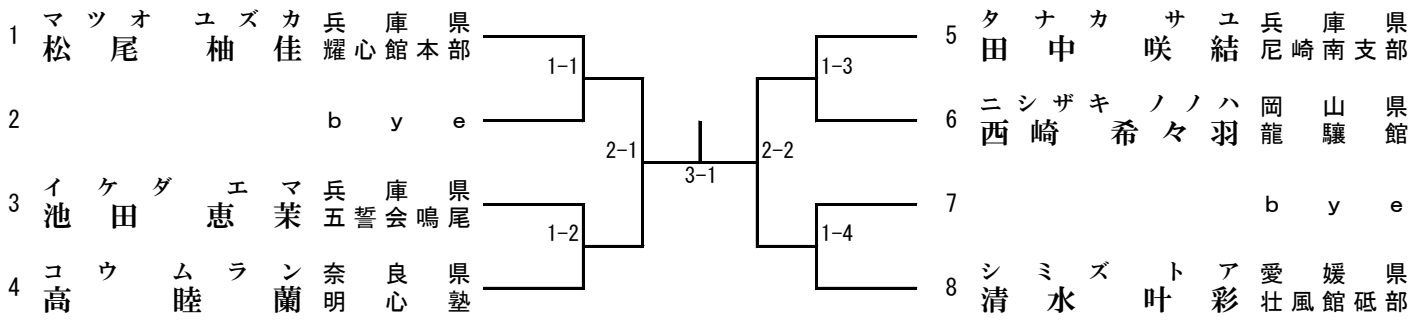 1 マツオ ユズカ 兵庫県
松尾 柚佳 耀心館本部
2 bye
3 イケダ エマ 兵庫県
池田 恵茉 五誓会鳴尾
4 コウ ムラン 奈良県
高 睦蘭 明心塾
1-1
1-2
2-1
3-1
2-2
1-3
1-4
5 タナカ サユ 兵庫県
田中 咲結 尼崎南支部
6 ニシザキ ノノハ 岡山県
西崎 希々羽 龍驤館
7 bye
8 シミズ トア 愛媛県
清水 叶彩 壮風館砥部